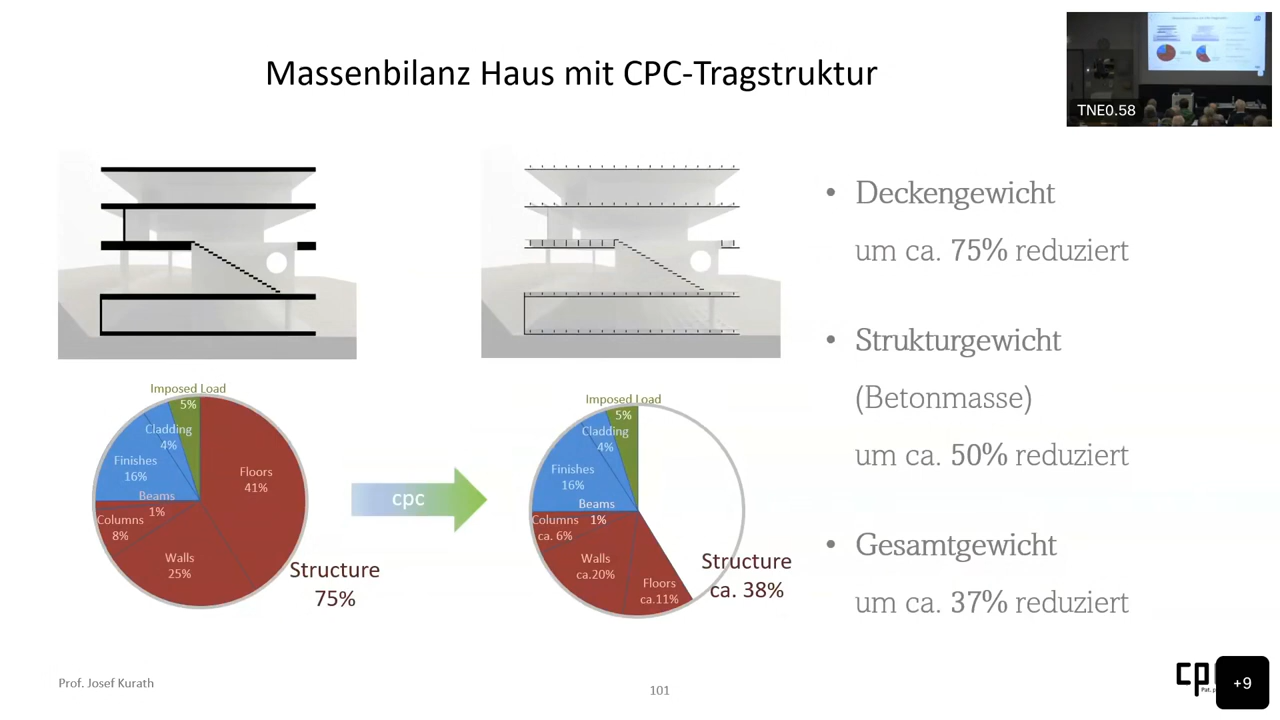 Massenbilanz Haus mit CPC-Tragstruktur
TNE0.58
• Deckengewicht
um ca. 75% reduziert
• Strukturgewicht
(Betonmasse)
um ca. 50% reduziert
• Gesamtgewicht
um ca. 37% reduziert
Imposed Load
5%
Cladding
4%
Finishes
16%
Beams
1%
Columns
8%
Walls
25%
Floors
41%
Structure
75%
cpc
Imposed Load
5%
Cladding
4%
Finishes
16%
Beams
1%
Columns
ca. 6%
Walls
ca.20%
Floors
ca.11%
Structure
ca. 38%
Prof. Josef Kurath
101
cp
+9